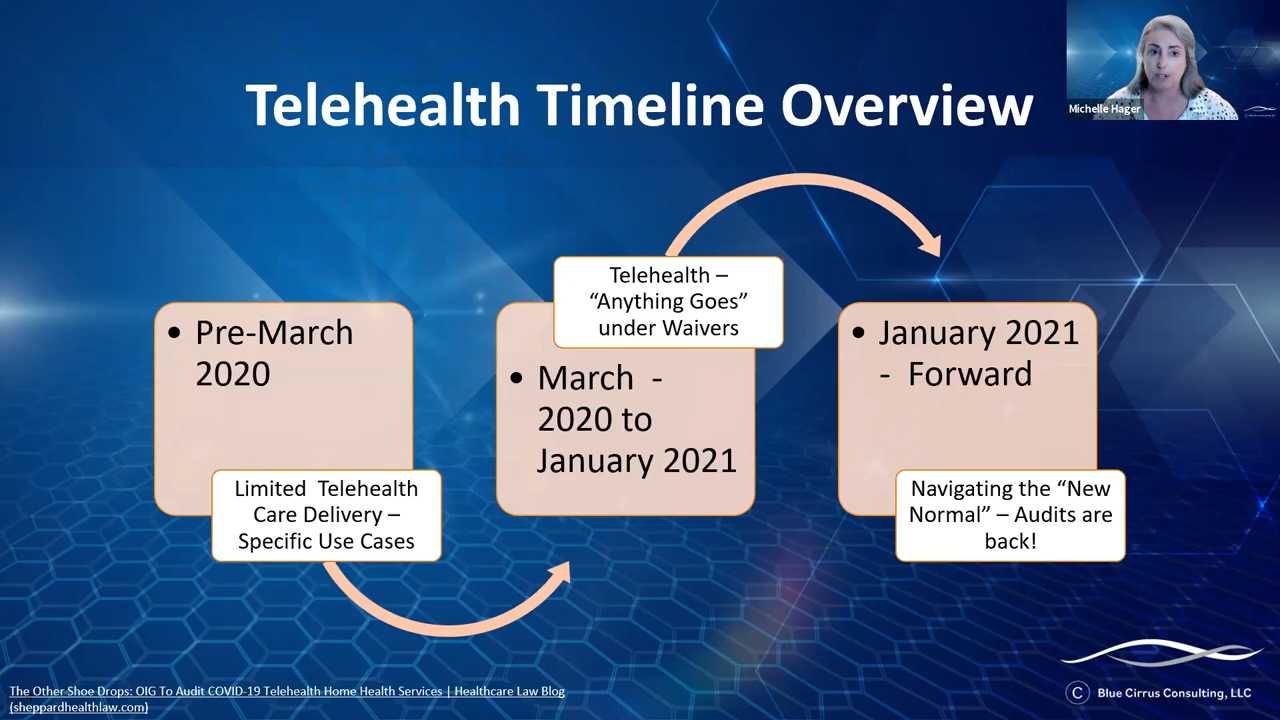 Telehealth Timeline Overview
Michelle Hager
• Pre-March
2020
Limited  Telehealth
Care Delivery –
Specific Use Cases
Telehealth –
“Anything Goes”
under Waivers
• March  -
2020 to
January 2021
• January 2021
-  Forward
Navigating the “New
Normal” – Audits are
back!
The Other Shoe Drops: OIG To Audit COVID-19 Telehealth Home Health Services | Healthcare Law Blog
(sheppardhealthlaw.com)
© Blue Cirrus Consulting, LLC